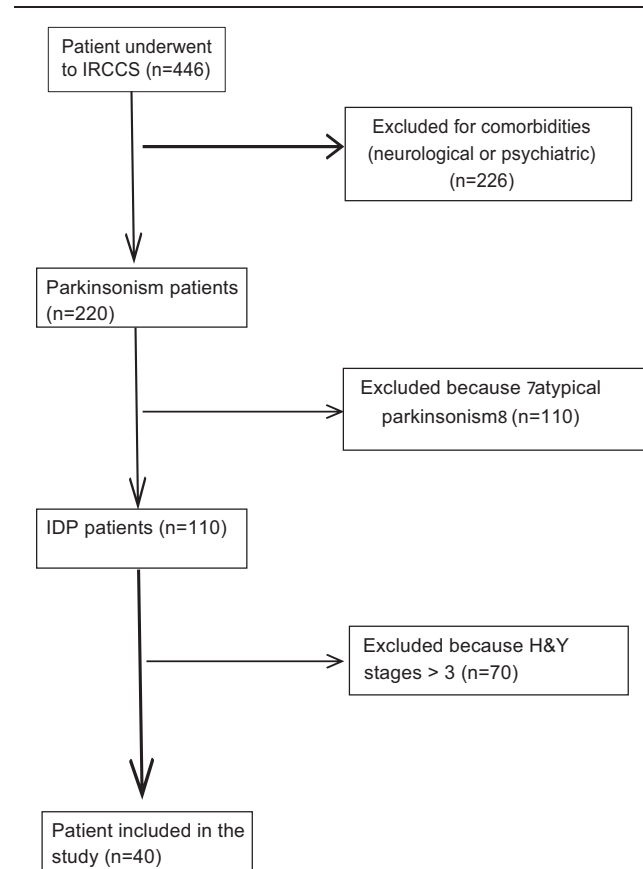 Patient underwent
to IRCCS (n=446)
Excluded for comorbidities
(neurological or psychiatric)
(n=226)
Parkinsonism patients
(n=220)
Excluded because 7atypical
parkinsonism8 (n=110)
IDP patients (n=110)
Excluded because H&Y
stages > 3 (n=70)
Patient included in the
study (n=40)